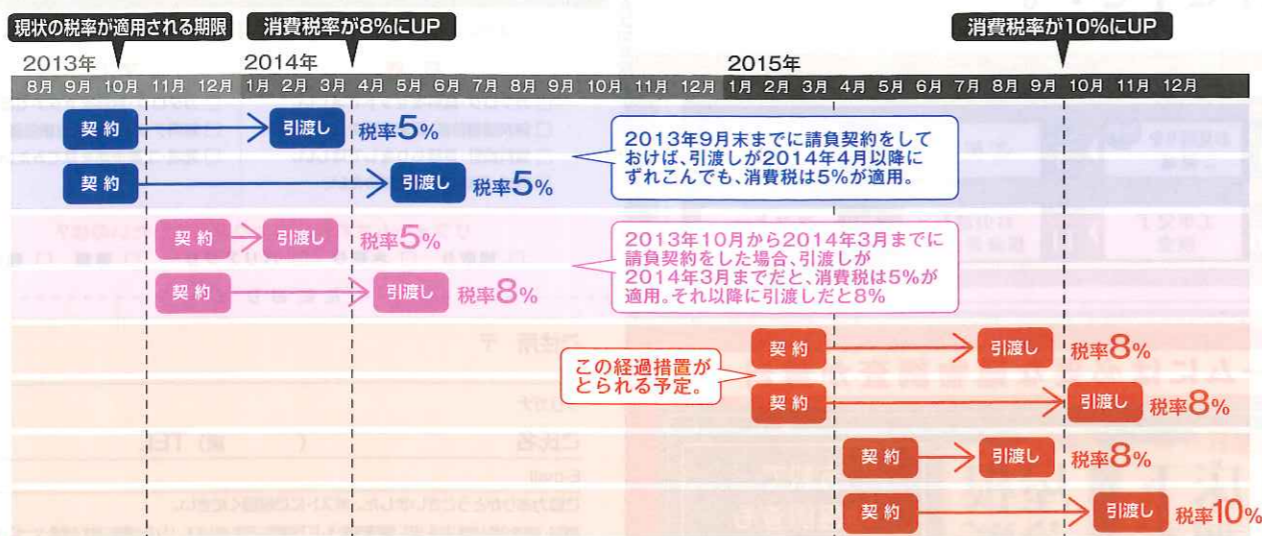 現状の税率が適用される期限
消費税率が8%にUP
消費税率が10%にUP
2013年
2014年
2015年
8月 9月 10月 11月 12月 1月 2月 3月 4月 5月 6月 7月 8月 9月 10月 11月 12月 1月 2月 3月 4月 5月 6月 7月 8月 9月 10月 11月 12月
契約 引渡し 税率5%
契約 引渡し 税率5%
2013年9月末までに請負契約をして
おけば、引渡しが2014年4月以降に
ずれこんでも、消費税は5%が適用。
契約 引渡し 税率5%
契約 引渡し 税率8%
2013年10月から2014年3月までに
請負契約をした場合、引渡しが
2014年3月までだと、消費税は5%が
適用。それ以降に引渡しだと8%
契約 引渡し 税率8%
この経過措置が
とられる予定。
契約 引渡し 税率8%
契約 引渡し 税率8%
契約 引渡し 税率10%